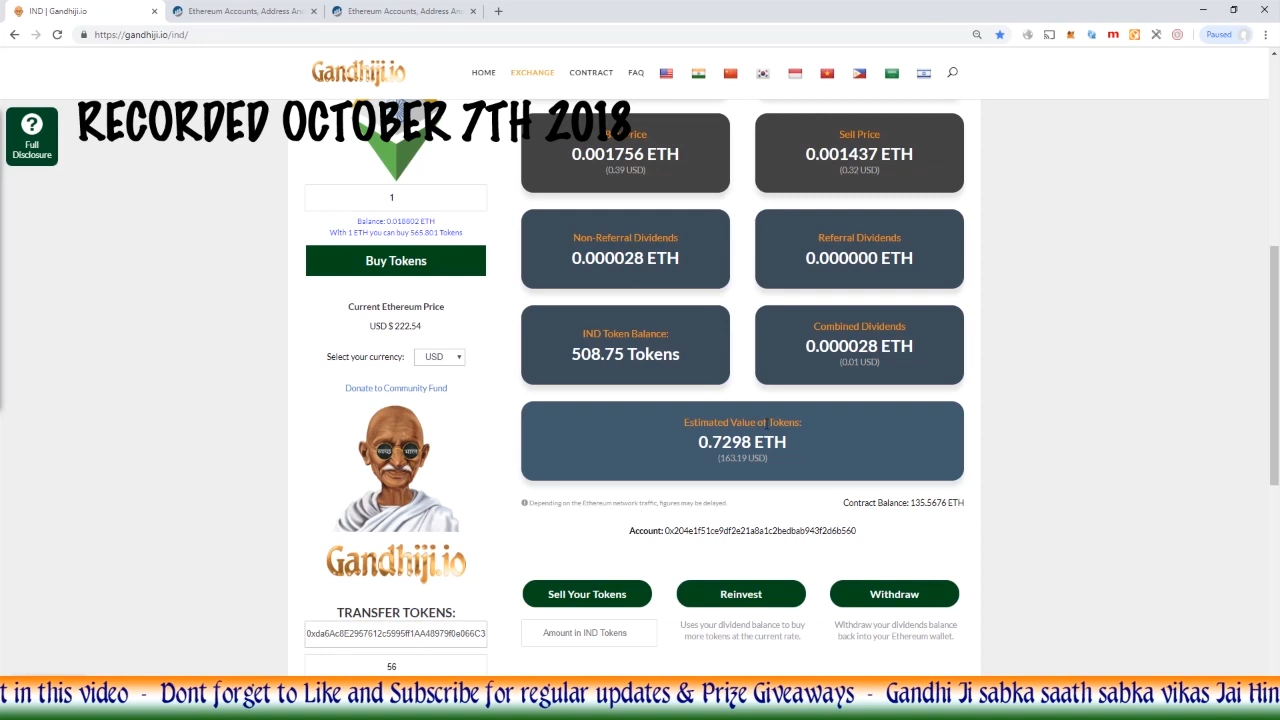 IND | Gandhiji.io
Ethereum Accounts, Address And
Ethereum Accounts, Address And
https://gandhiji.io/ind/
Paused
Gandhiji.io
HOME EXCHANGE CONTRACT FAQ
RECORDED OCTOBER 7TH 2018
Full
Disclosure
Price
0.001756 ETH
(0.39 USD)
Sell Price
0.001437 ETH
(0.32 USD)
1
Balance: 0.018802 ETH
With 1 ETH you can buy 565.801 Tokens
Buy Tokens
Non-Referral Dividends
0.000028 ETH
Referral Dividends
0.000000 ETH
Current Ethereum Price
USD $ 222.54
Select your currency: USD
Donate to Community Fund
IND Token Balance:
508.75 Tokens
Combined Dividends
0.000028 ETH
(0.01 USD)
Estimated Value of Tokens:
0.7298 ETH
(163.19 USD)
स्वच्छ भारत
Depending on the Ethereum network traffic, figures may be delayed.
Contract Balance: 135.5676 ETH
Account: 0x204e1f51ce9df2e21a8a1c2bedbab943f2d6b560
Gandhiji.io
Sell Your Tokens
Reinvest
Withdraw
Amount in IND Tokens
Uses your dividend balance to buy
more tokens at the current rate.
Withdraw your dividends balance
back into your Ethereum wallet.
TRANSFER TOKENS:
0xda6Ac8E2957612c5995ff1AA48979f0e066C3
56
t in this video - Dont forget to Like and Subscribe for regular updates & Prize Giveaways - Gandhi Ji sabka saath sabka vikas Jai Hin